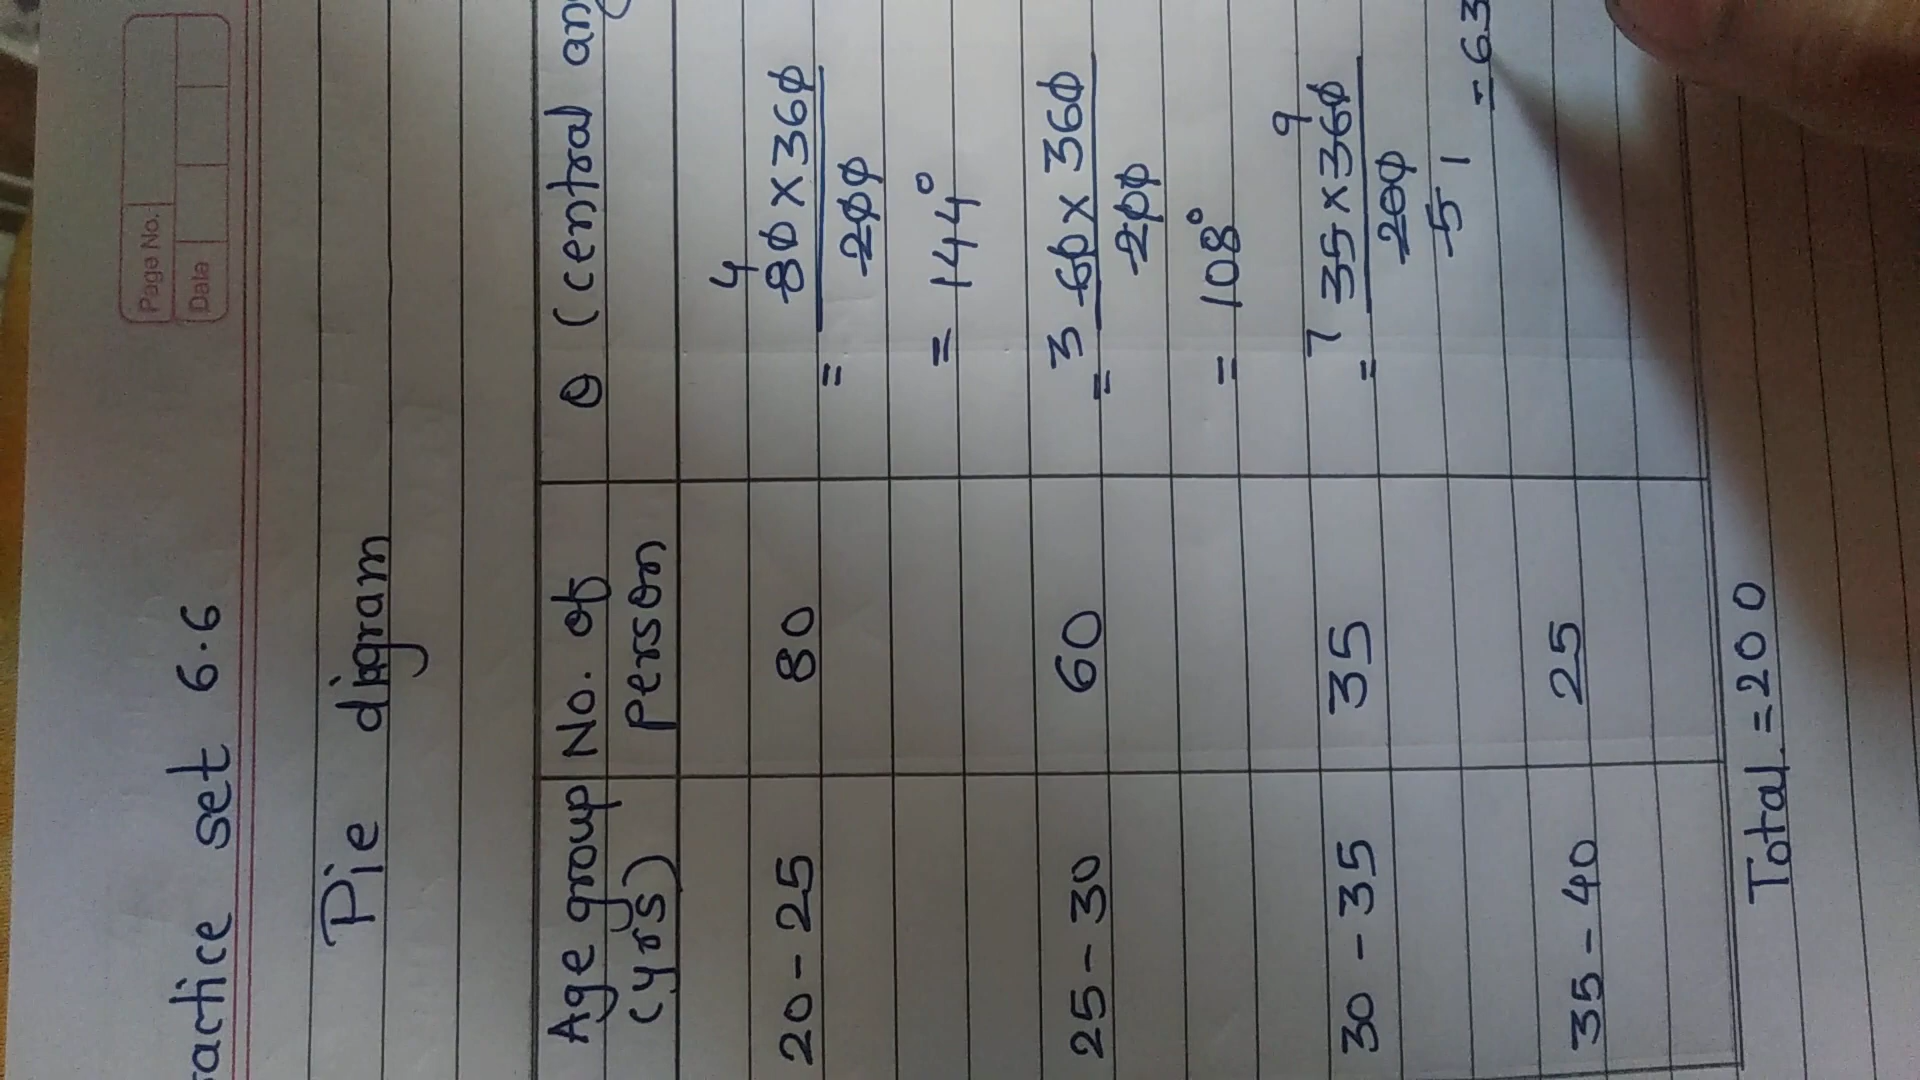 Page No.
Date
ractice set 6.6
Pie digram
Age group (yrs)
No. of person
θ (central an
20-25
80
4
80 x 360
=
200
= 144°
25-30
60
= 3 60 x 360
200
= 108°
30-35
35
9
= 7 35 x 360
200
5 1
= 63
35-40
25
Total = 200